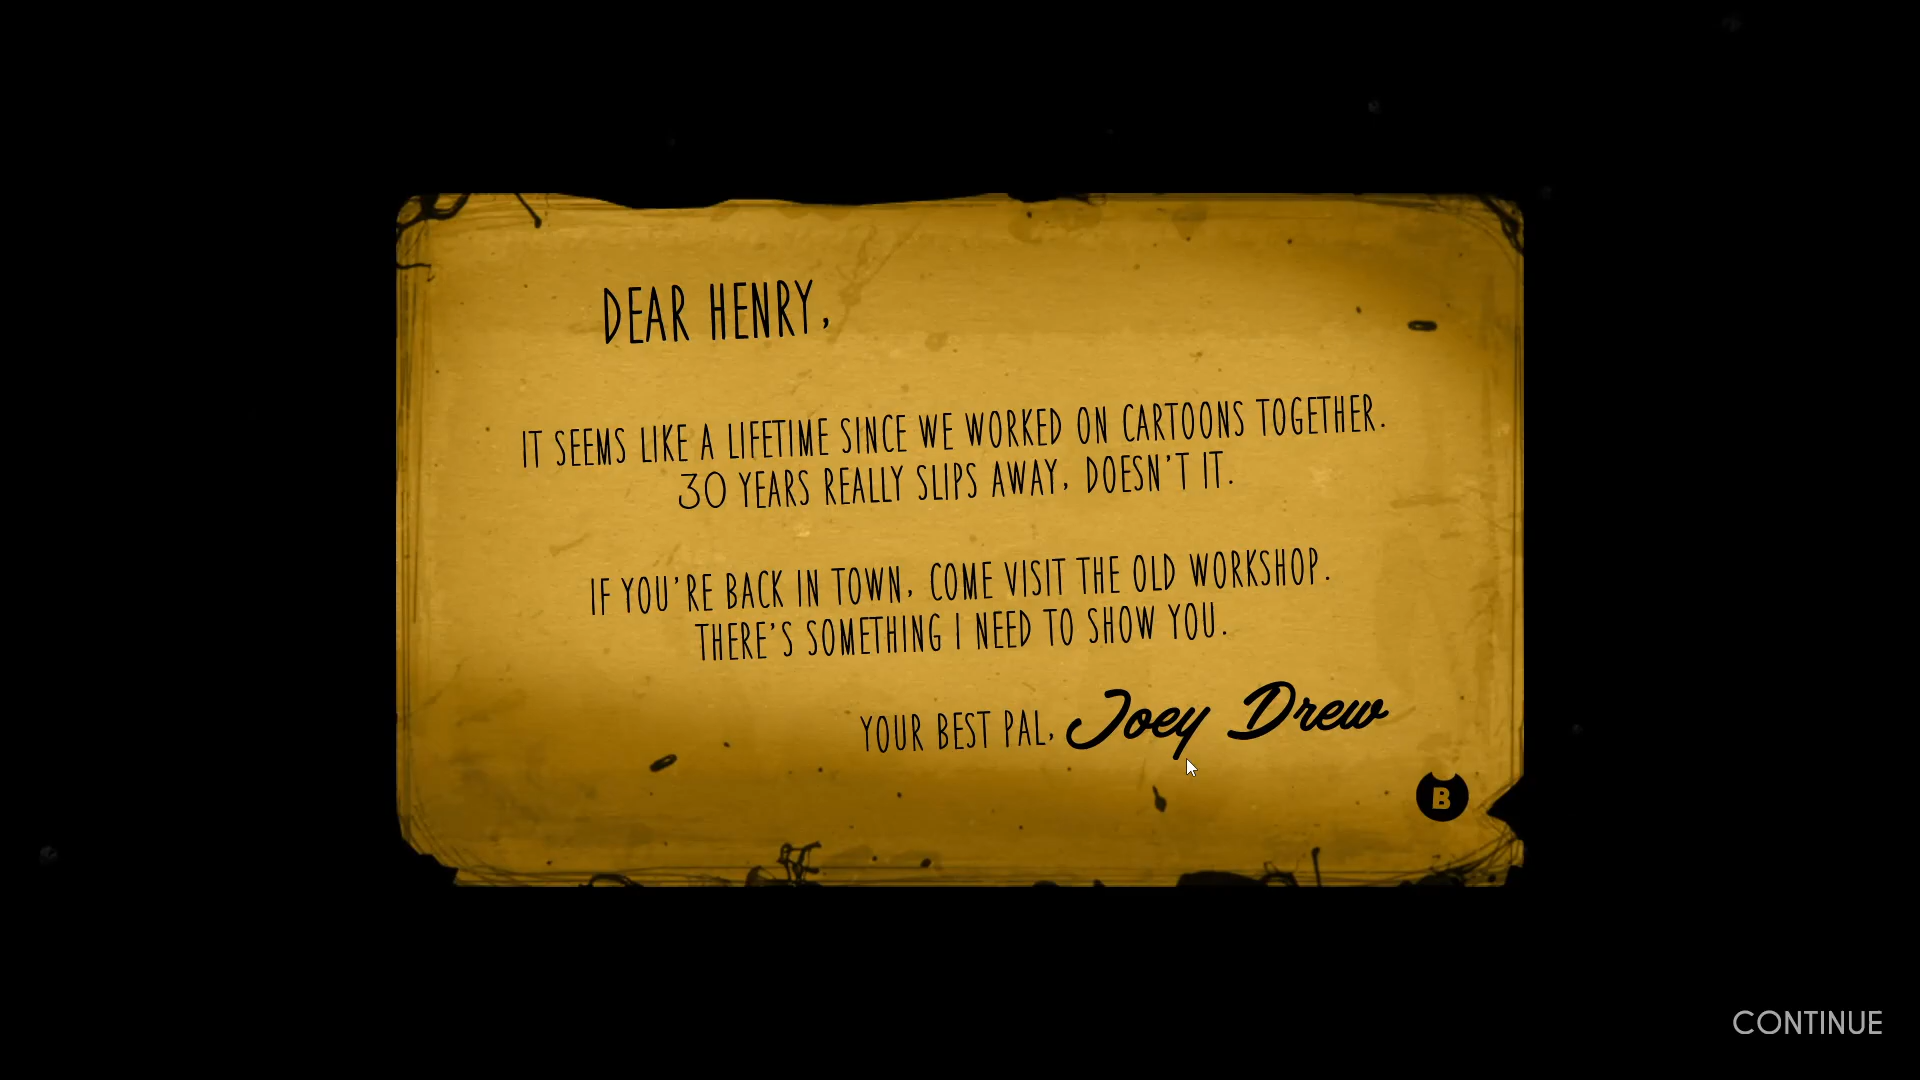 DEAR HENRY,
IT SEEMS LIKE A LIFETIME SINCE WE WORKED ON CARTOONS TOGETHER.
30 YEARS REALLY SLIPS AWAY, DOESN'T IT.
IF YOU'RE BACK IN TOWN, COME VISIT THE OLD WORKSHOP.
THERE'S SOMETHING I NEED TO SHOW YOU.
YOUR BEST PAL, Joey Drew
B
CONTINUE